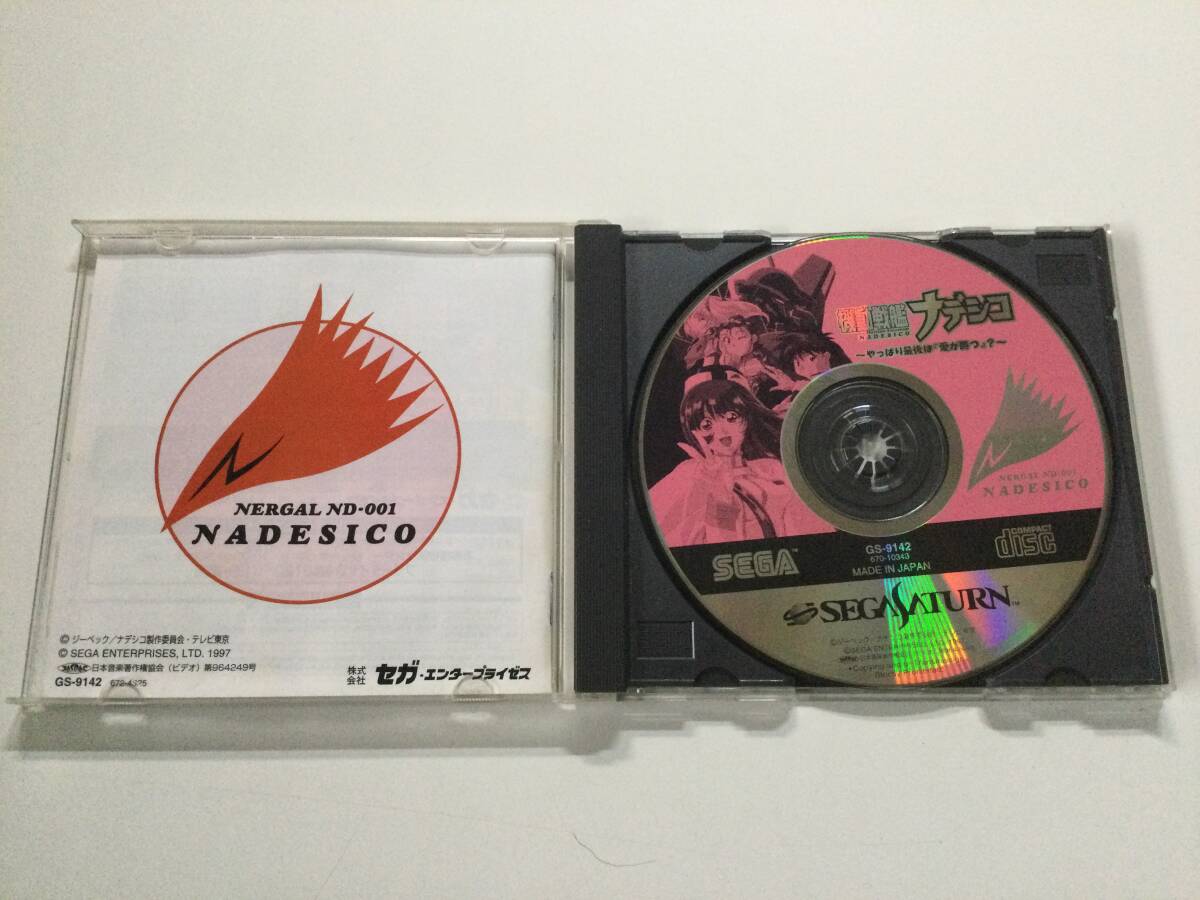 NERGAL ND-001
NADESICO
© ジーベック/ナデシコ製作委員会・テレビ東京
© SEGA ENTERPRISES, LTD. 1997
日本音楽著作権協会(ビデオ)第964249号
GS-9142 672-4325
株式会社 セガ・エンタープライゼス
機動戦艦 ナデシコ
NADESICO
〜やっぱり最後は『愛が勝つ』?〜
NERGAL ND-001
NADESICO
SEGA™
GS-9142
670-10343
MADE IN JAPAN
COMPACT
disc
SEGA SATURN™